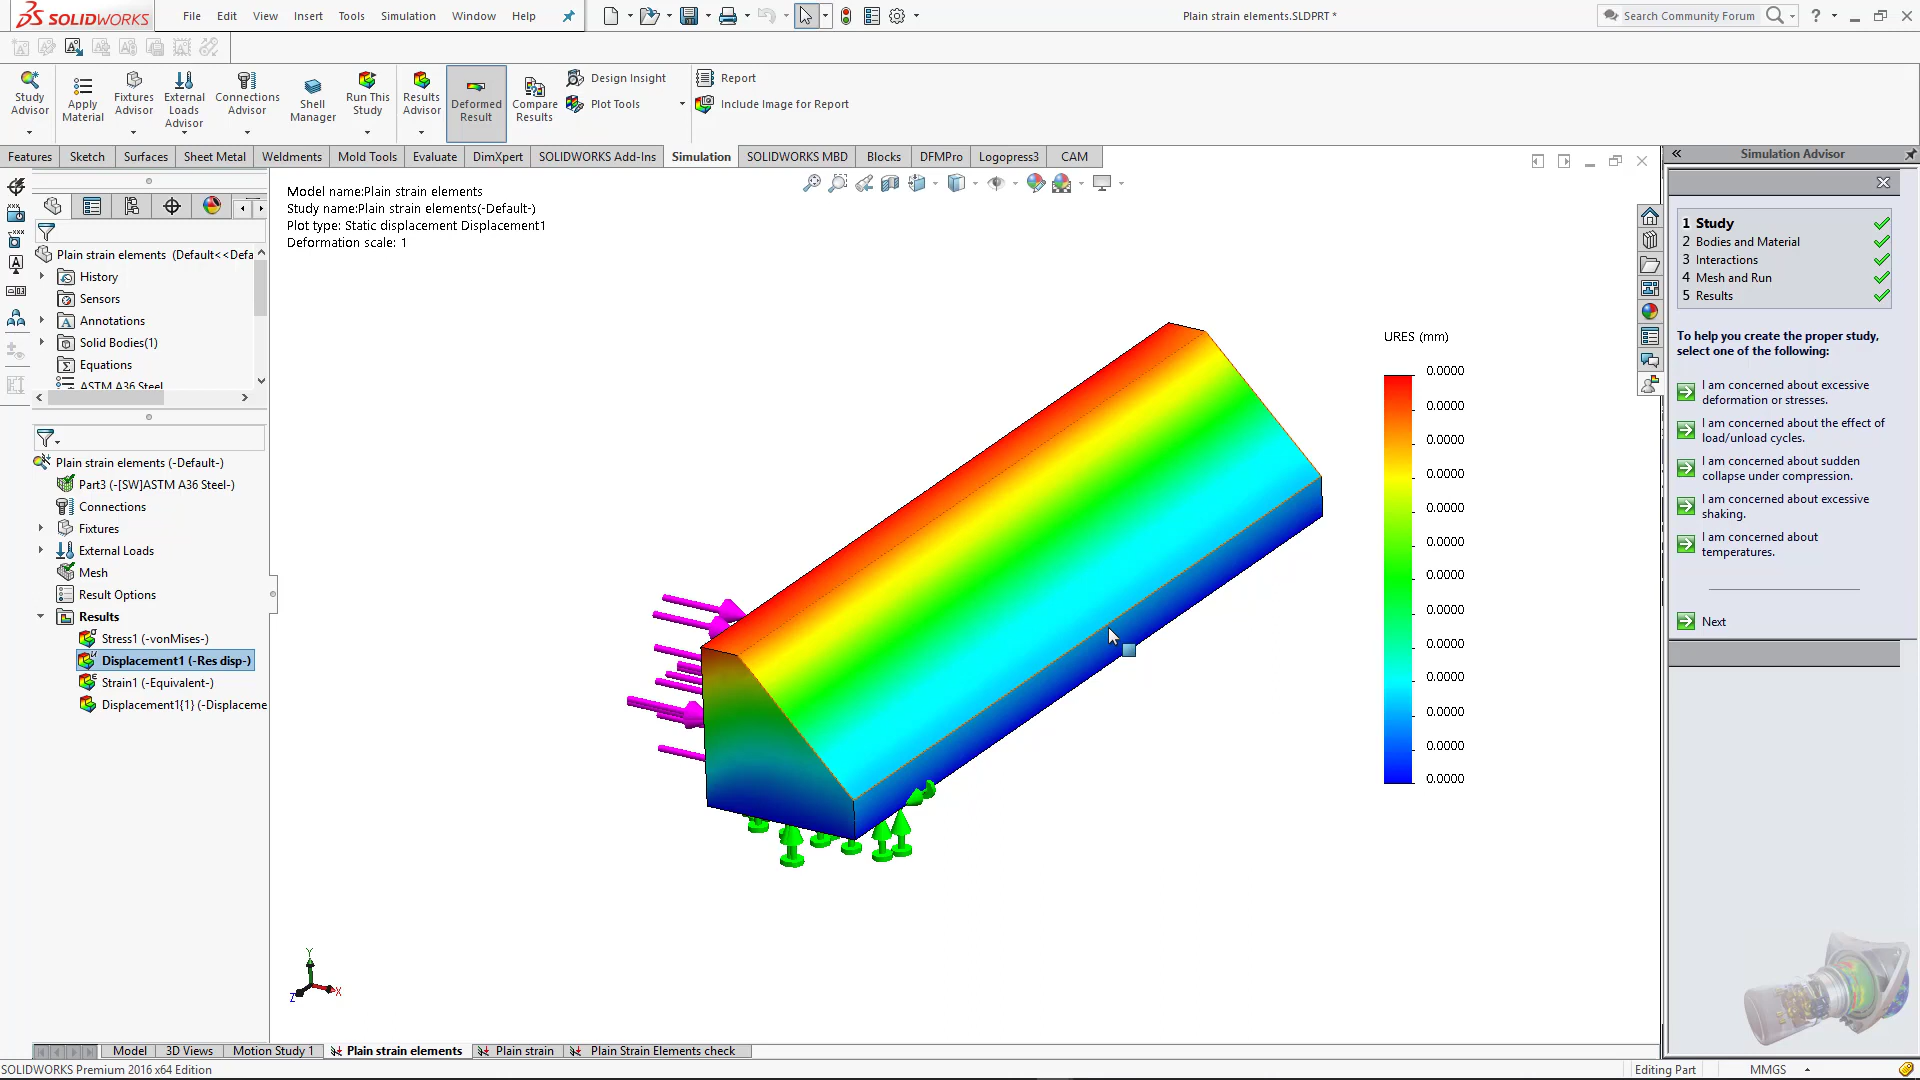 SOLIDWORKS
File Edit View Insert Tools Simulation Window Help
Plain strain elements.SLDPRT *
Search Community Forum
Study Advisor
Apply Material
Fixtures Advisor
External Loads Advisor
Connections Advisor
Shell Manager
Run This Study
Results Advisor
Deformed Result
Compare Results
Design Insight
Plot Tools
Report
Include Image for Report
Features Sketch Surfaces Sheet Metal Weldments Mold Tools Evaluate DimXpert SOLIDWORKS Add-Ins Simulation SOLIDWORKS MBD Blocks DFMPro Logopress3 CAM
Plain strain elements (Default<<Defa
History
Sensors
Annotations
Solid Bodies(1)
Equations
ASTM A36 Steel
Plain strain elements (-Default-)
Part3 (-[SW]ASTM A36 Steel-)
Connections
Fixtures
External Loads
Mesh
Result Options
Results
Stress1 (-vonMises-)
Displacement1 (-Res disp-)
Strain1 (-Equivalent-)
Displacement1{1} (-Displaceme
Model name:Plain strain elements
Study name:Plain strain elements(-Default-)
Plot type: Static displacement Displacement1
Deformation scale: 1
URES (mm)
0.0000
0.0000
0.0000
0.0000
0.0000
0.0000
0.0000
0.0000
0.0000
0.0000
0.0000
0.0000
0.0000
Y
Z
X
Simulation Advisor
1 Study
2 Bodies and Material
3 Interactions
4 Mesh and Run
5 Results
To help you create the proper study,
select one of the following:
I am concerned about excessive
deformation or stresses.
I am concerned about the effect of
load/unload cycles.
I am concerned about sudden
collapse under compression.
I am concerned about excessive
shaking.
I am concerned about
temperatures.
Next
Model 3D Views Motion Study 1 Plain strain elements Plain strain Plain Strain Elements check
SOLIDWORKS Premium 2016 x64 Edition
Editing Part
MMGS